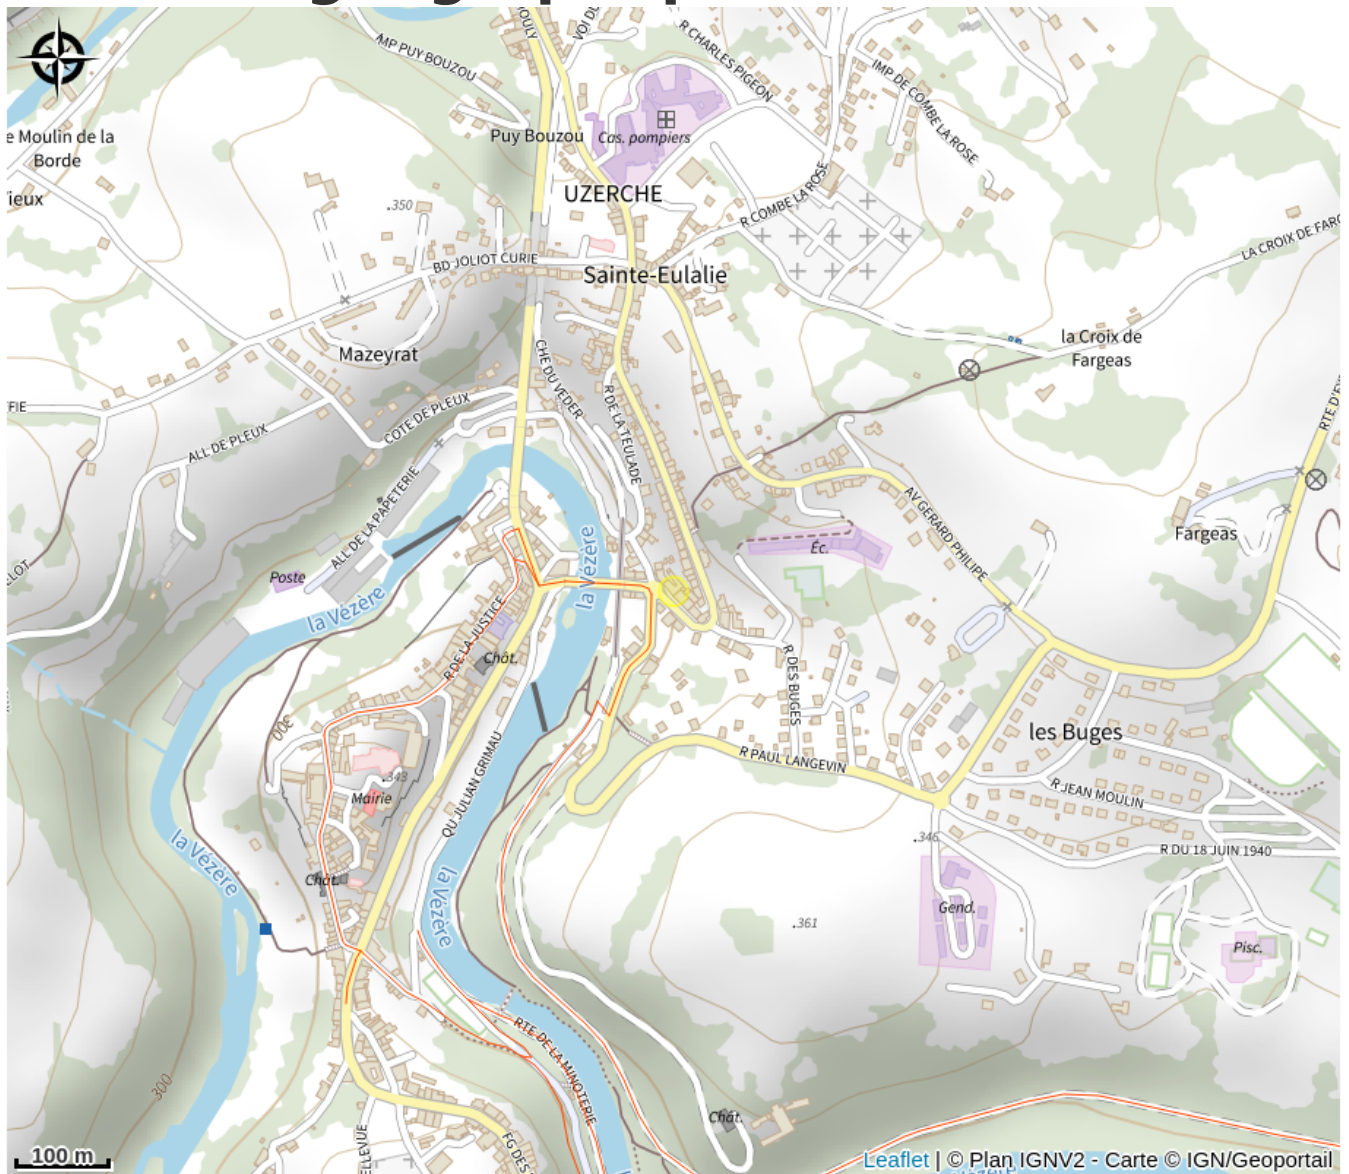 MP PUY BOUZOU
R CHARLES PIGEON
IMP DE COMBE LA ROSE
Puy Bouzou
Cas. pompiers
e Moulin de la
Borde
ieux
UZERCHE
.350
R COMBE LA ROSE
LA CROIX DE FARG
BD JOLIOT CURIE
Sainte-Eulalie
la Croix de
Fargeas
Mazeyrat
CHE DU VEDER
R DE LA TEULADE
FIE
COTE DE PLEUX
ALL DE PLEUX
ALL DE LA PAPETERIE
AV GERARD PHILIPE
Fargeas
Éc.
la Vézère
Poste
la Vézère
R DE LA JUSTICE
Chât.
R DES BUGES
300
les Buges
R PAUL LANGEVIN
QU JULIAN GRIMAU
.343
Mairie
R JEAN MOULIN
.346
R DU 18 JUIN 1940
la Vézère
Chât.
la Vézère
Gend.
.361
Pisc.
RTE DE LA MINOTERIE
300
Chât.
ELLEVUE
FG DES
100 m
Leaflet | © Plan IGNV2 - Carte © IGN/Geoportail